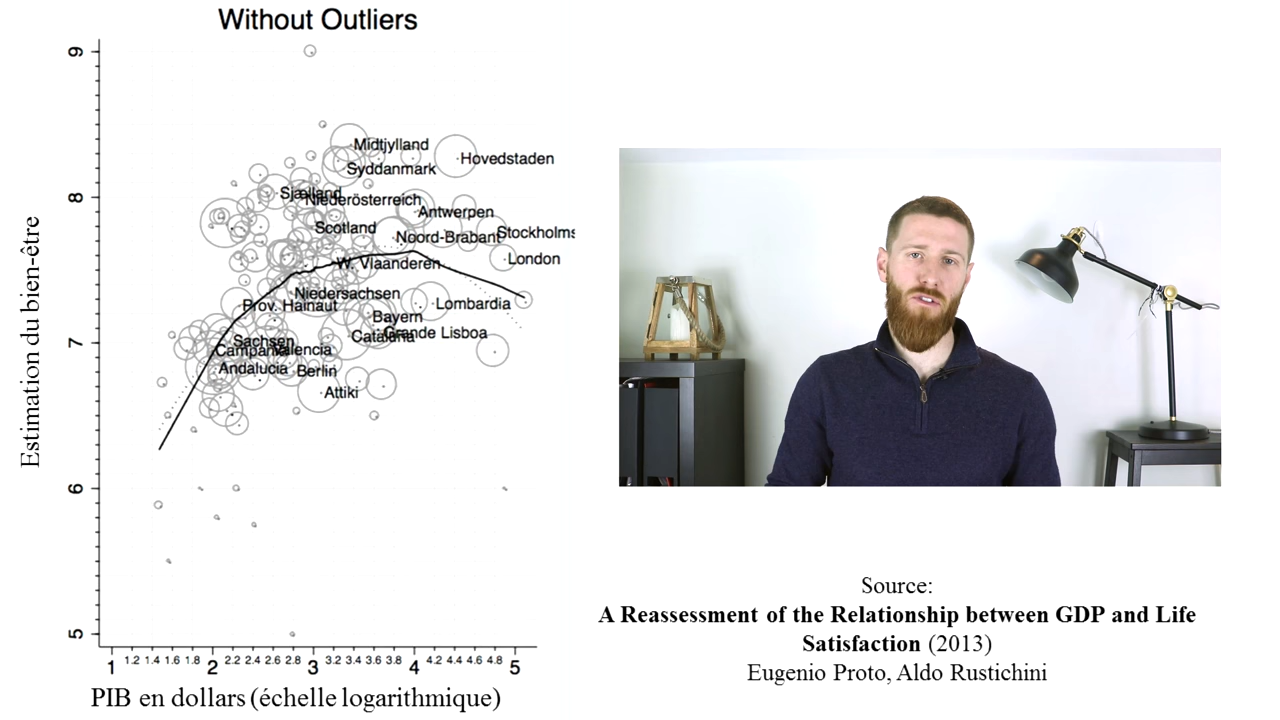 Without Outliers
Estimation du bien-être
9
8
7
6
5
Midtjylland
Hovedstaden
Syddanmark
Sjælland
Niederösterreich
Antwerpen
Scotland
Noord-Brabant
Stockholms
London
W. Vlaanderen
Niedersachsen
Prov. Hainaut
Lombardia
Bayern
Grande Lisboa
Cataluña
Sachsen
Campania
Valencia
Andalucia
Berlin
Attiki
1 1.2 1.4 1.6 1.8 2 2.2 2.4 2.6 2.8 3 3.2 3.4 3.6 3.8 4 4.2 4.4 4.6 4.8 5
PIB en dollars (échelle logarithmique)
Source:
A Reassessment of the Relationship between GDP and Life
Satisfaction (2013)
Eugenio Proto, Aldo Rustichini